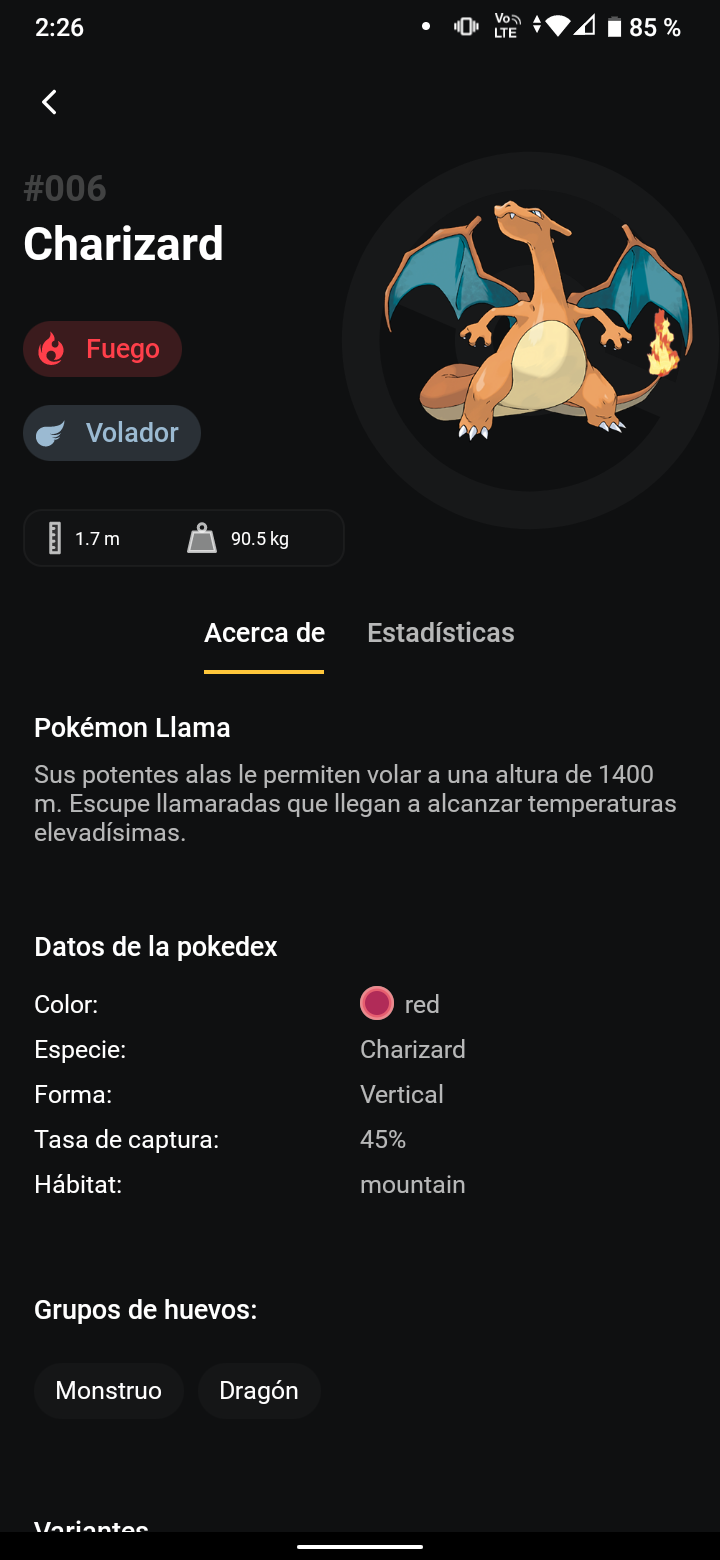 2:26
Vo LTE
85 %
#006
Charizard
Fuego
Volador
1.7 m
90.5 kg
Acerca de
Estadísticas
Pokémon Llama
Sus potentes alas le permiten volar a una altura de 1400
m. Escupe llamaradas que llegan a alcanzar temperaturas
elevadísimas.
Datos de la pokedex
Color:
red
Especie:
Charizard
Forma:
Vertical
Tasa de captura:
45%
Hábitat:
mountain
Grupos de huevos:
Monstruo
Dragón
Variantes